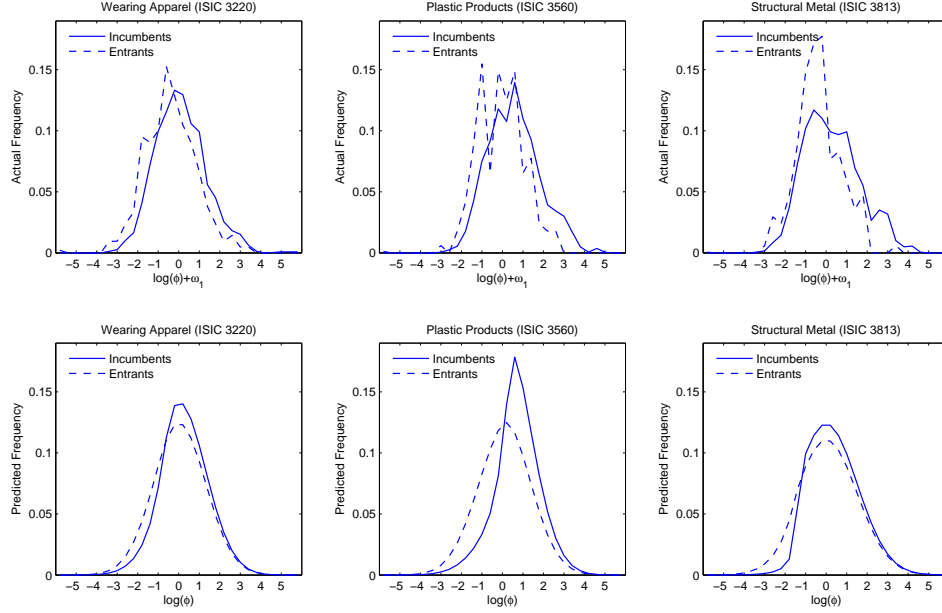 Wearing Apparel (ISIC 3220)
Incumbents
Entrants
0.15
0.1
0.05
0
Actual Frequency
−5 −4 −3 −2 −1 0 1 2 3 4 5
log(ϕ)+ω1
Plastic Products (ISIC 3560)
Incumbents
Entrants
0.15
0.1
0.05
0
Actual Frequency
−5 −4 −3 −2 −1 0 1 2 3 4 5
log(ϕ)+ω1
Structural Metal (ISIC 3813)
Incumbents
Entrants
0.15
0.1
0.05
0
Actual Frequency
−5 −4 −3 −2 −1 0 1 2 3 4 5
log(ϕ)+ω1
Wearing Apparel (ISIC 3220)
Incumbents
Entrants
0.15
0.1
0.05
0
Predicted Frequency
−5 −4 −3 −2 −1 0 1 2 3 4 5
log(ϕ)
Plastic Products (ISIC 3560)
Incumbents
Entrants
0.15
0.1
0.05
0
Predicted Frequency
−5 −4 −3 −2 −1 0 1 2 3 4 5
log(ϕ)
Structural Metal (ISIC 3813)
Incumbents
Entrants
0.15
0.1
0.05
0
Predicted Frequency
−5 −4 −3 −2 −1 0 1 2 3 4 5
log(ϕ)